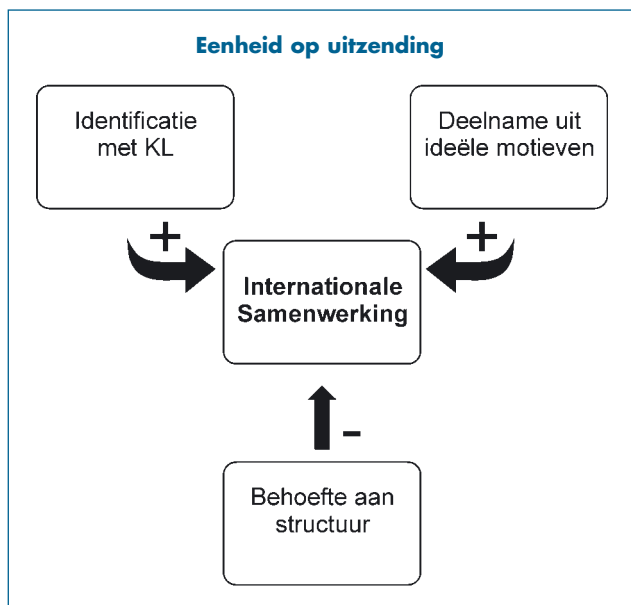 Eenheid op uitzending
Identificatie
met KL
Deelname uit
ideële motieven
+
+
Internationale
Samenwerking
-
Behoefte aan
structuur